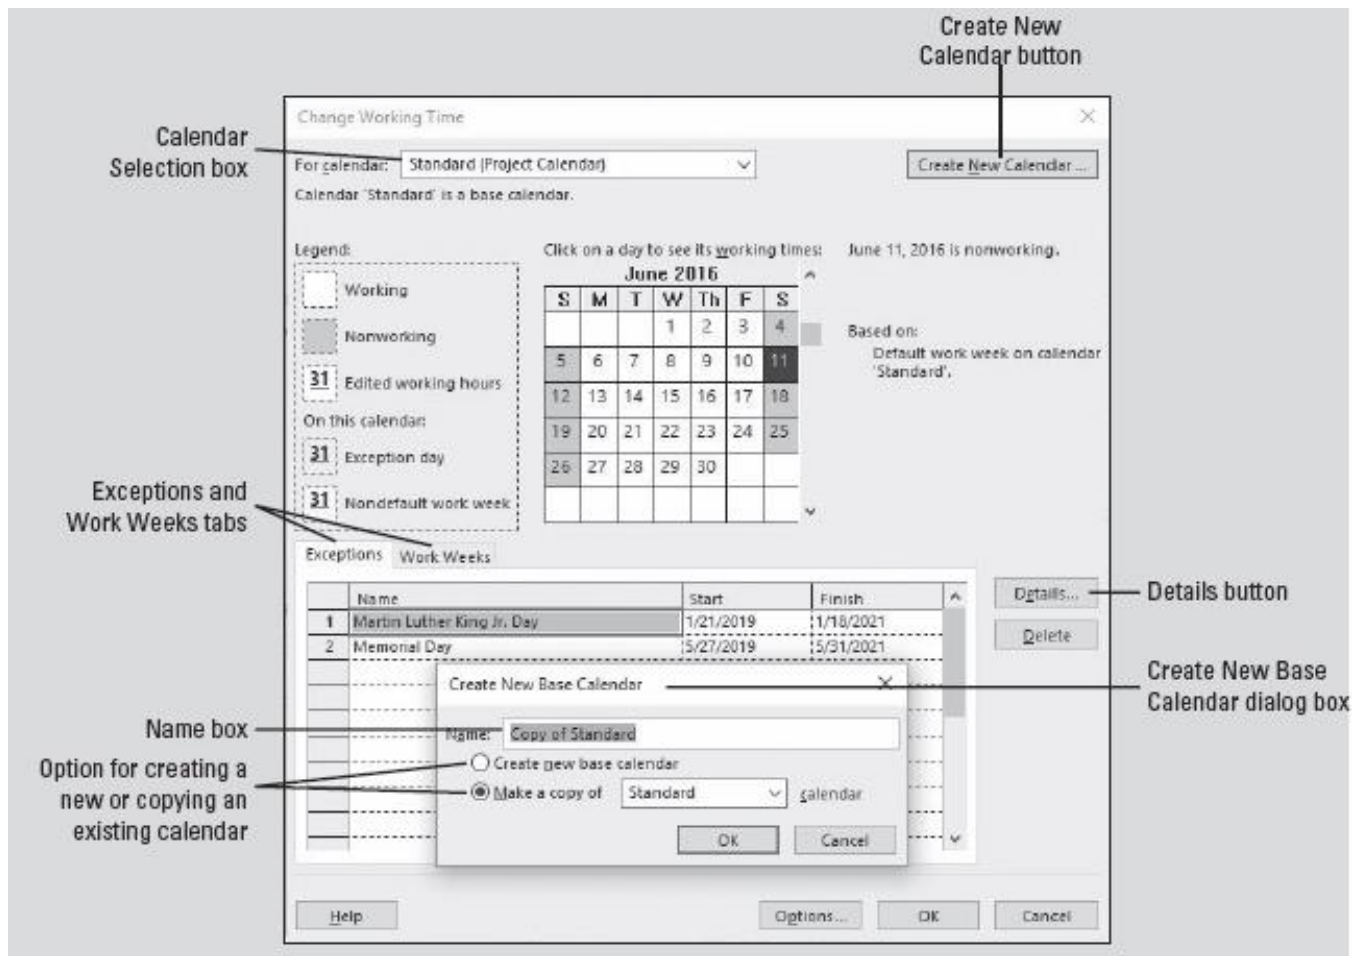 Create New
Calendar button
Change Working Time
Calendar
Selection box
For calendar: Standard (Project Calendar)
Create New Calendar ...
Calendar 'Standard' is a base calendar.
Legend:
Working
Nonworking
31 Edited working hours
On this calendar:
31 Exception day
31 Nondefault work week
Click on a day to see its working times:
June 2016
S M T W Th F S
1 2 3 4
5 6 7 8 9 10 11
12 13 14 15 16 17 18
19 20 21 22 23 24 25
26 27 28 29 30
June 11, 2016 is nonworking.
Based on:
Default work week on calendar
'Standard'.
Exceptions and
Work Weeks tabs
Exceptions Work Weeks
Name Start Finish
1 Martin Luther King Jr. Day 1/21/2019 1/18/2021
2 Memorial Day 5/27/2019 5/31/2021
Details...
Delete
Details button
Create New Base Calendar
Create New Base
Calendar dialog box
Name box
Name: Copy of Standard
Option for creating a
new or copying an
existing calendar
Create new base calendar
Make a copy of Standard calendar
OK Cancel
Help Options... OK Cancel